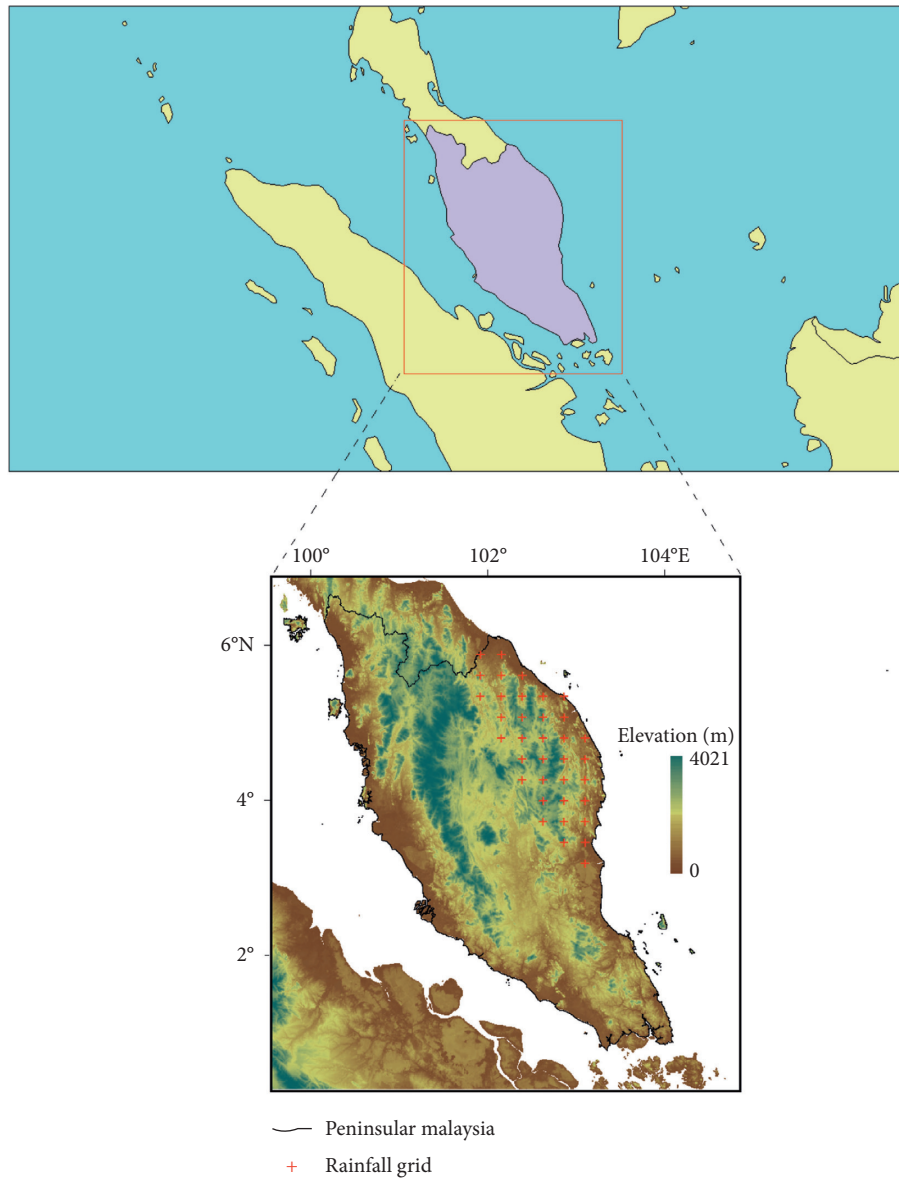 100° 102° 104°E
6°N
Elevation (m)
4021
4°
0
2°
Peninsular malaysia
Rainfall grid